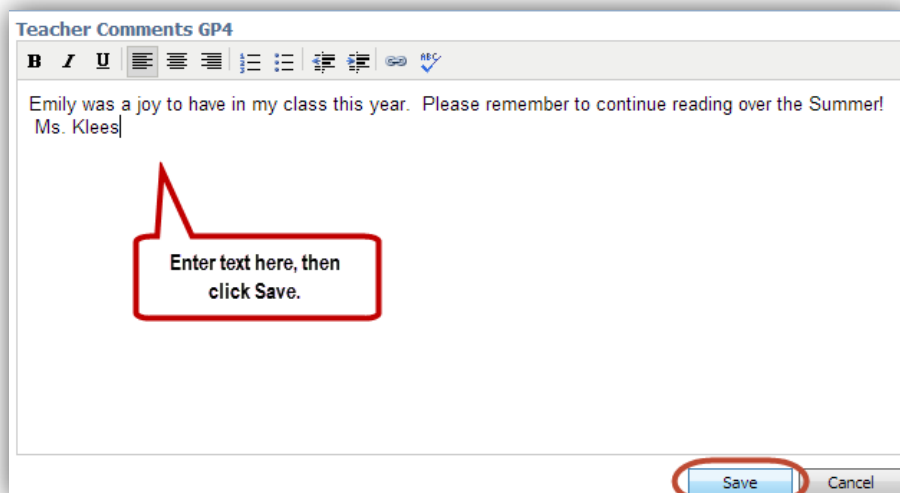 Teacher Comments GP4
B I U ABC
Emily was a joy to have in my class this year.  Please remember to continue reading over the Summer!
Ms. Klees
Enter text here, then
click Save.
Save Cancel